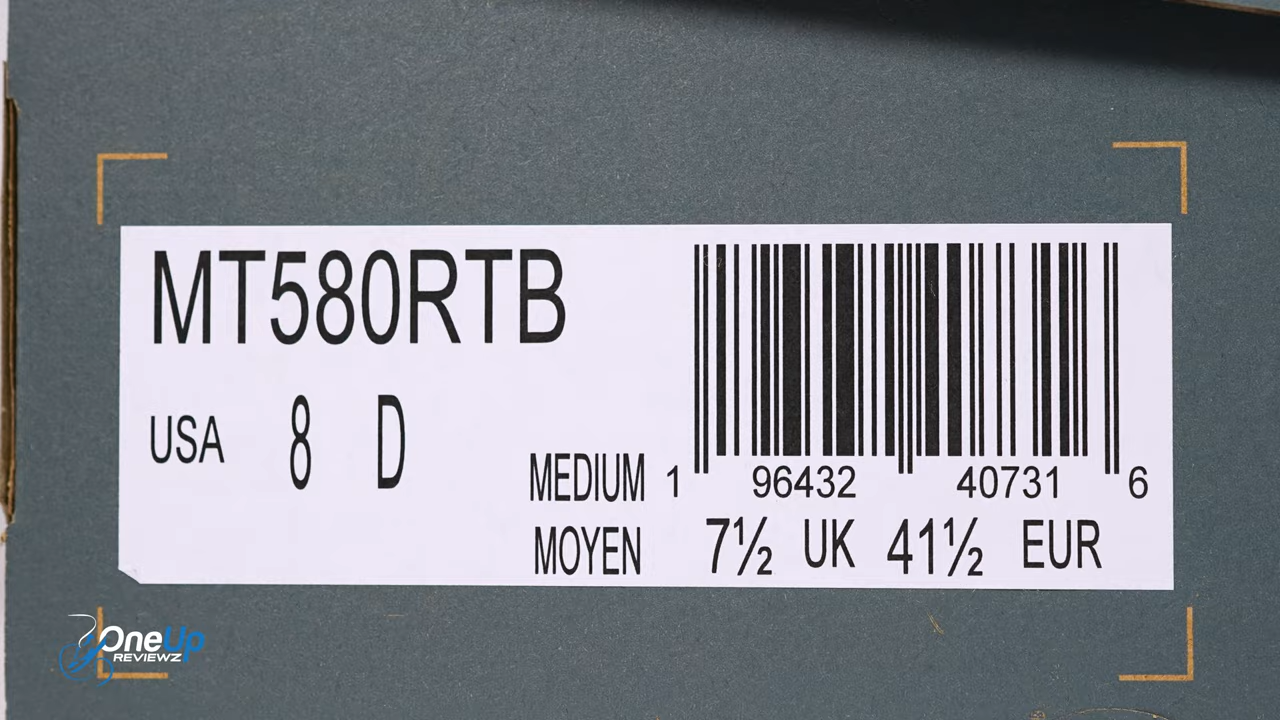 MT580RTB
USA 8 D
MEDIUM 1 96432 40731 6
MOYEN 7½ UK 41½ EUR
OneUp
REVIEWZ